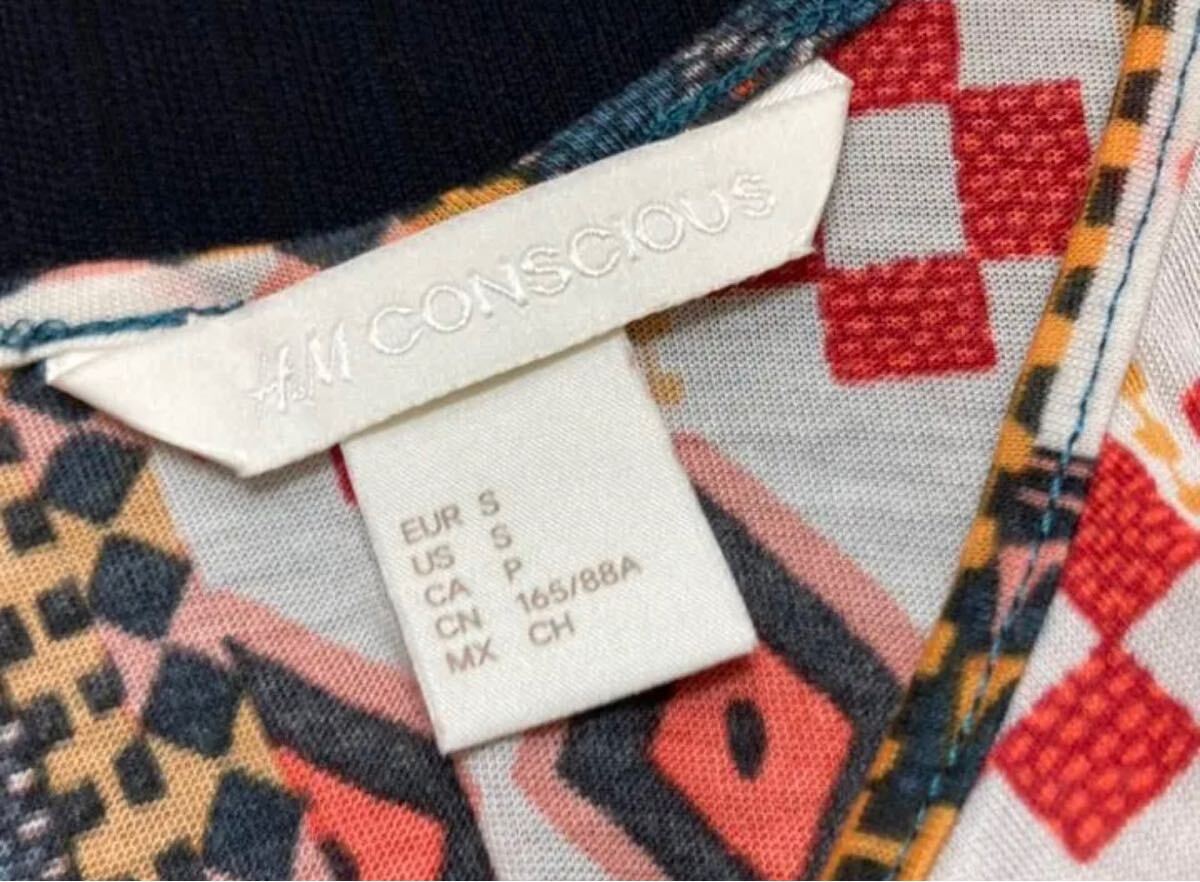 H&M CONSCIOUS
EUR S
US S
CA P
CN 165/88A
MX CH